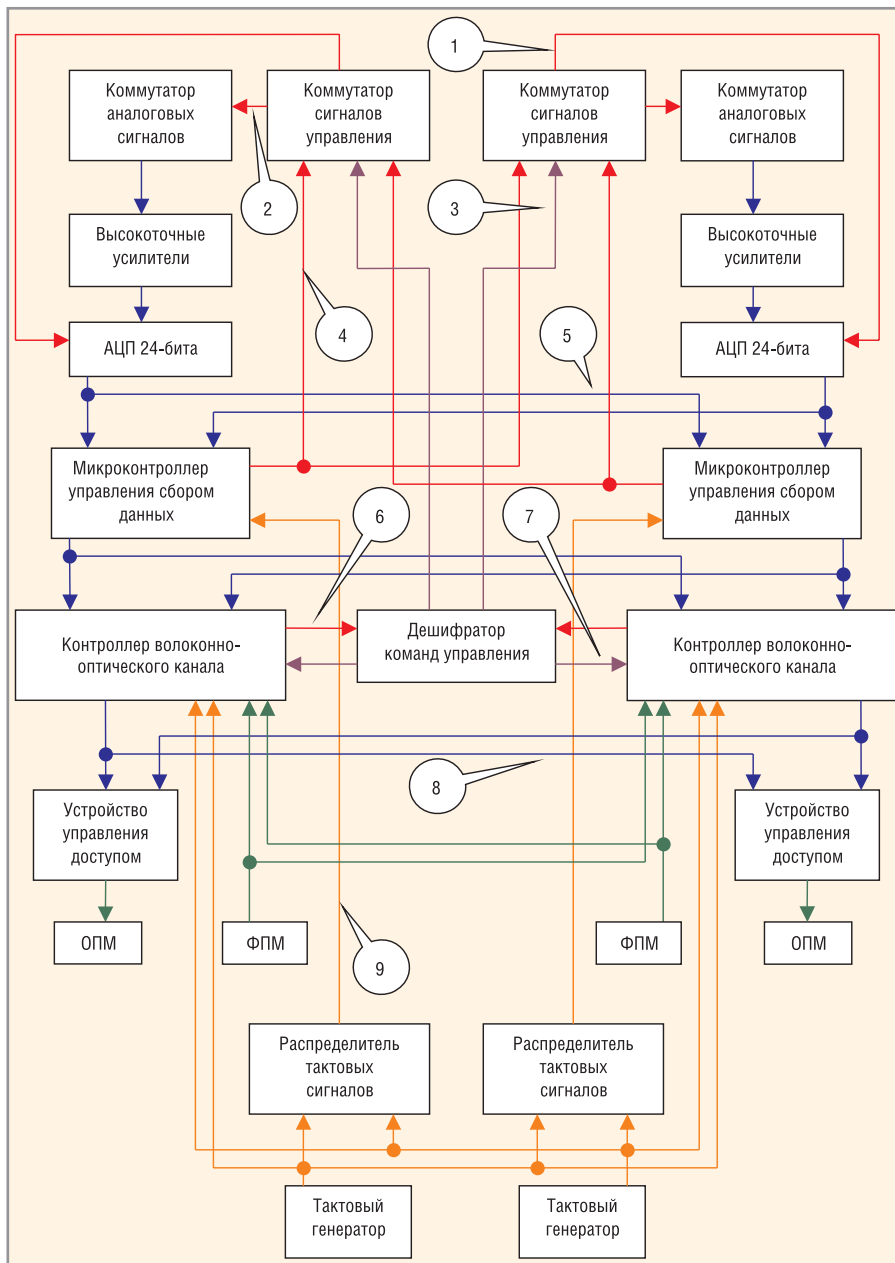 1
Коммутатор
аналоговых
сигналов
Коммутатор
сигналов
управления
Коммутатор
сигналов
управления
Коммутатор
аналоговых
сигналов
2
3
Высокоточные
усилители
Высокоточные
усилители
4
5
АЦП 24-бита
АЦП 24-бита
Микроконтроллер
управления сбором
данных
Микроконтроллер
управления сбором
данных
6
7
Контроллер волоконно-
оптического канала
Дешифратор
команд управления
Контроллер волоконно-
оптического канала
8
Устройство
управления
доступом
Устройство
управления
доступом
ОПМ
ФПМ
ФПМ
ОПМ
9
Распределитель
тактовых
сигналов
Распределитель
тактовых
сигналов
Тактовый
генератор
Тактовый
генератор